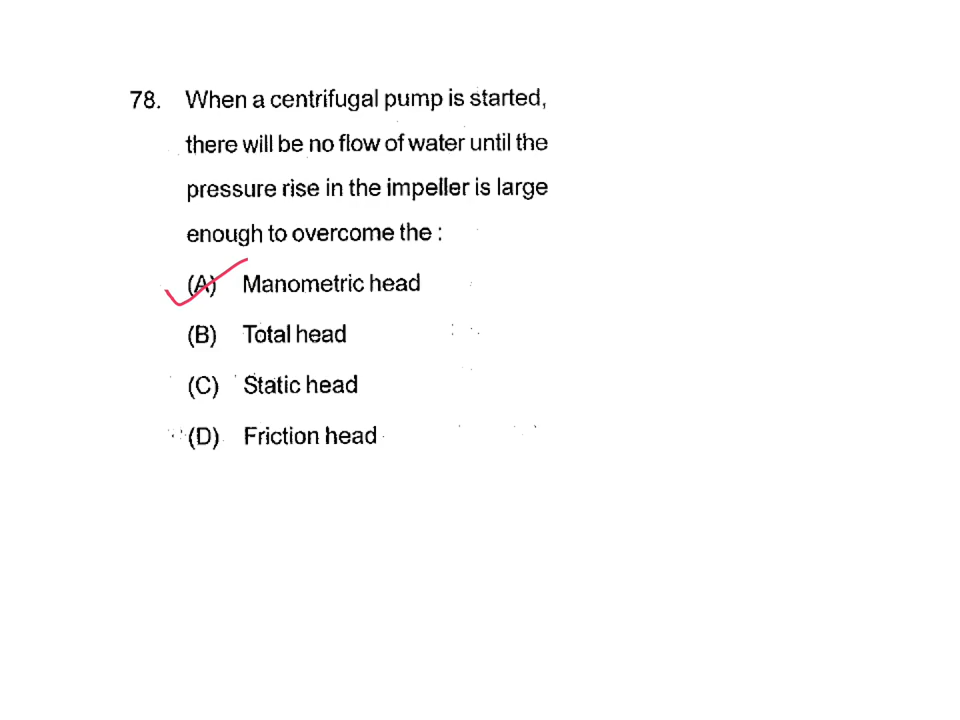 78. When a centrifugal pump is started,
there will be no flow of water until the
pressure rise in the impeller is large
enough to overcome the :
(A) Manometric head
(B) Total head
(C) Static head
(D) Friction head